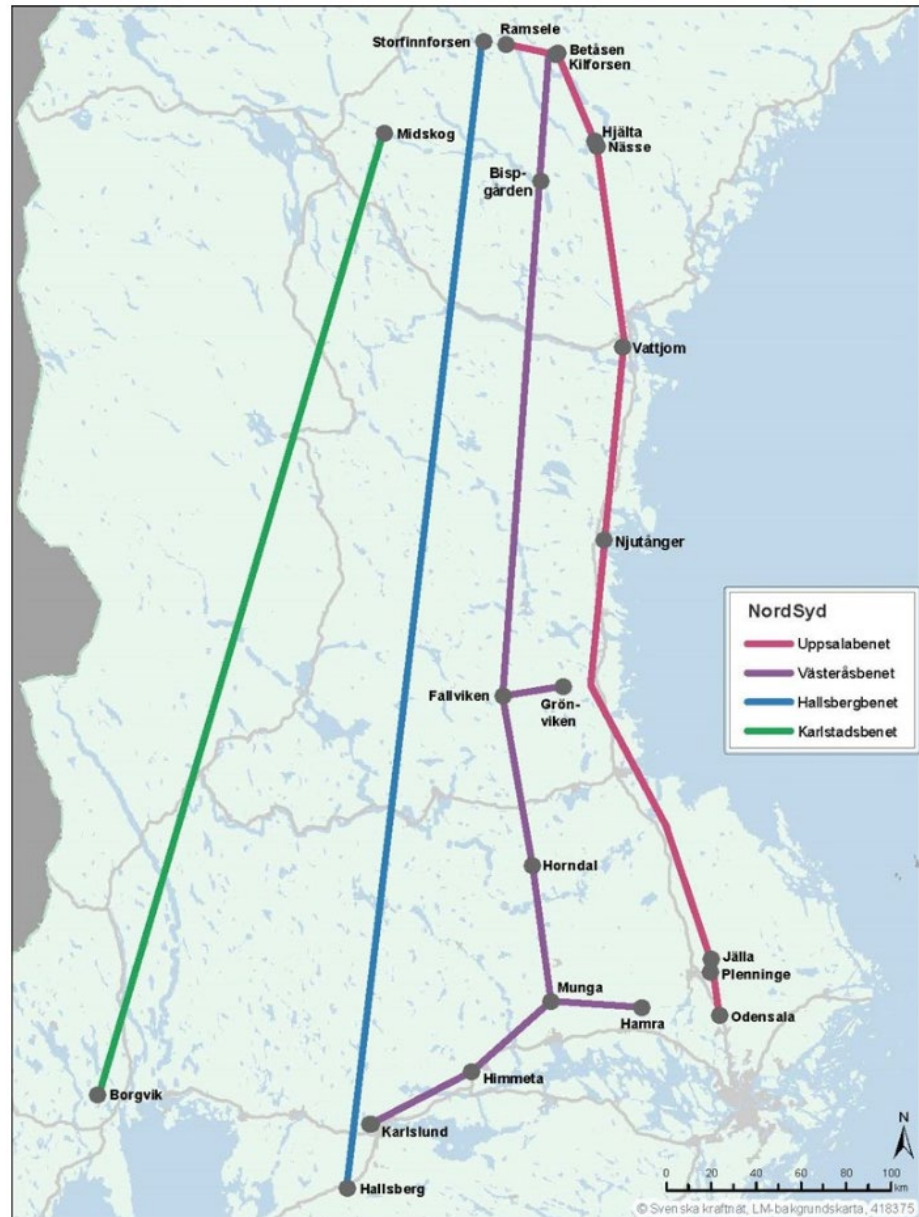 Ramsele
Storfinnforsen
Betåsen
Kilforsen
Midskog
Hjälta
Nässe
Bisp-
gården
Vattjom
Njutånger
NordSyd
Uppsalabenet
Västeråsbenet
Hallsbergbenet
Karlstadsbenet
Fallviken
Grön-
viken
Horndal
Jälla
Plenninge
Munga
Hamra
Odensala
Himmeta
Borgvik
Karlslund
Hallsberg
N
0 20 40 60 80 100
km
© Svenska kraftnät, LM-bakgrundskarta, 418375